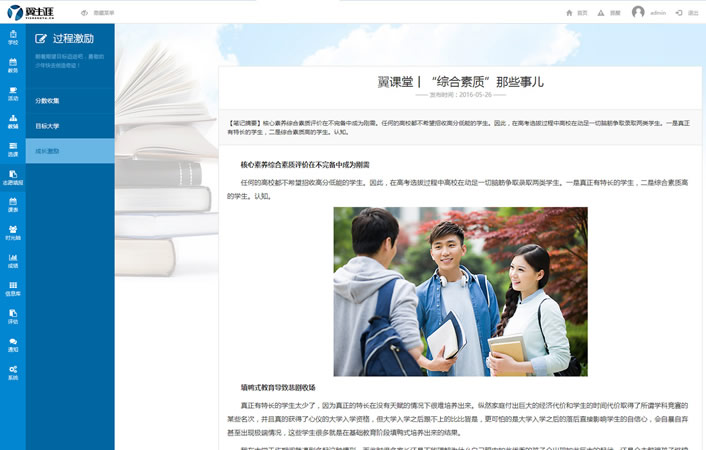 翼生涯
隐藏菜单
首页
提醒
admin
退出
学校
教务
活动
教辅
选课
志愿填报
课表
时光轴
成绩
信息库
评估
通知
系统
过程激励
分数收集
目标大学
成长激励
翼课堂丨“综合素质”那些事儿
发布时间：2016-05-26
【笔记摘要】核心素养综合素质评价在不完备中成为刚需。任何的高校都不希望招收高分低能的学生。因此，在高考选拔过程中高校在动足一切脑筋争取录取两类学生。一是真正
有特长的学生，二是综合素质高的学生。认知。
核心素养综合素质评价在不完备中成为刚需
任何的高校都不希望招收高分低能的学生。因此，在高考选拔过程中高校在动足一切脑筋争取录取两类学生。一是真正有特长的学生，二是综合素质高
的学生。认知。
填鸭式教育导致悲剧收场
真正有特长的学生太少了，因为真正的特长在没有天赋的情况下很难培养出来。纵然家庭付出巨大的经济代价和学生的时间代价取得了所谓学科竞赛的
某些名次，并且真的获得了心仪的大学入学资格，但大学入学之后跟不上的比比皆是，更可怕的是大学入学之后的落后直接影响学生的自信心，会自暴自弃
甚至出现极端情况，这些学生很多就是在基础教育阶段填鸭式培养出来的结果。